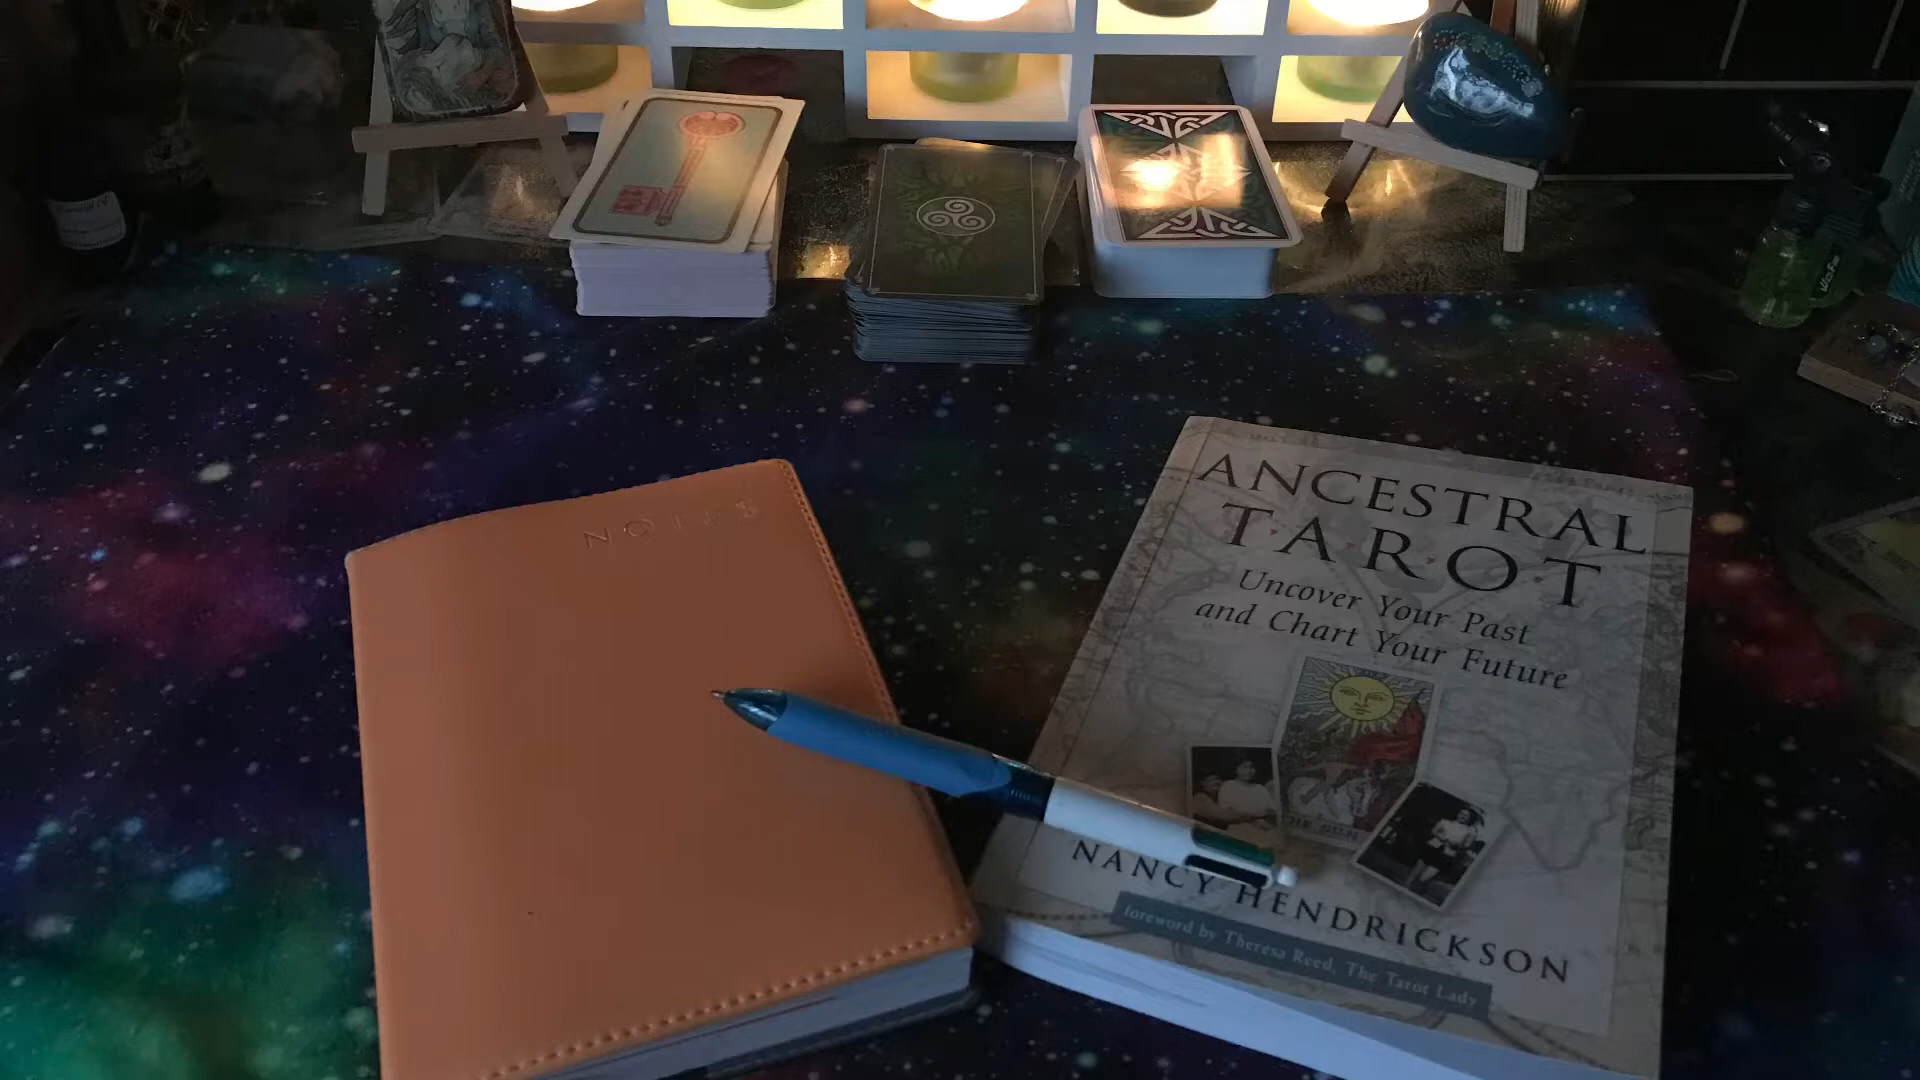 NOTES
ANCESTRAL
TAROT
Uncover Your Past
and Chart Your Future
THE SUN
NANCY HENDRICKSON
foreword by Theresa Reed, The Tarot Lady